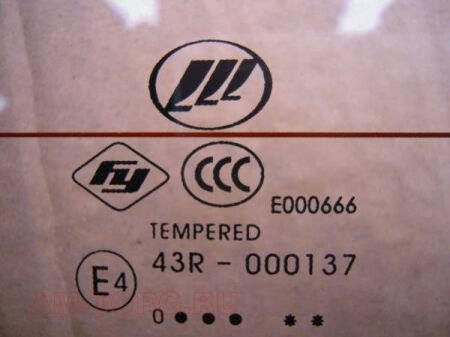 FY CCC E000666
TEMPERED
E4 43R - 000137
0 ● ● ● ✱✱